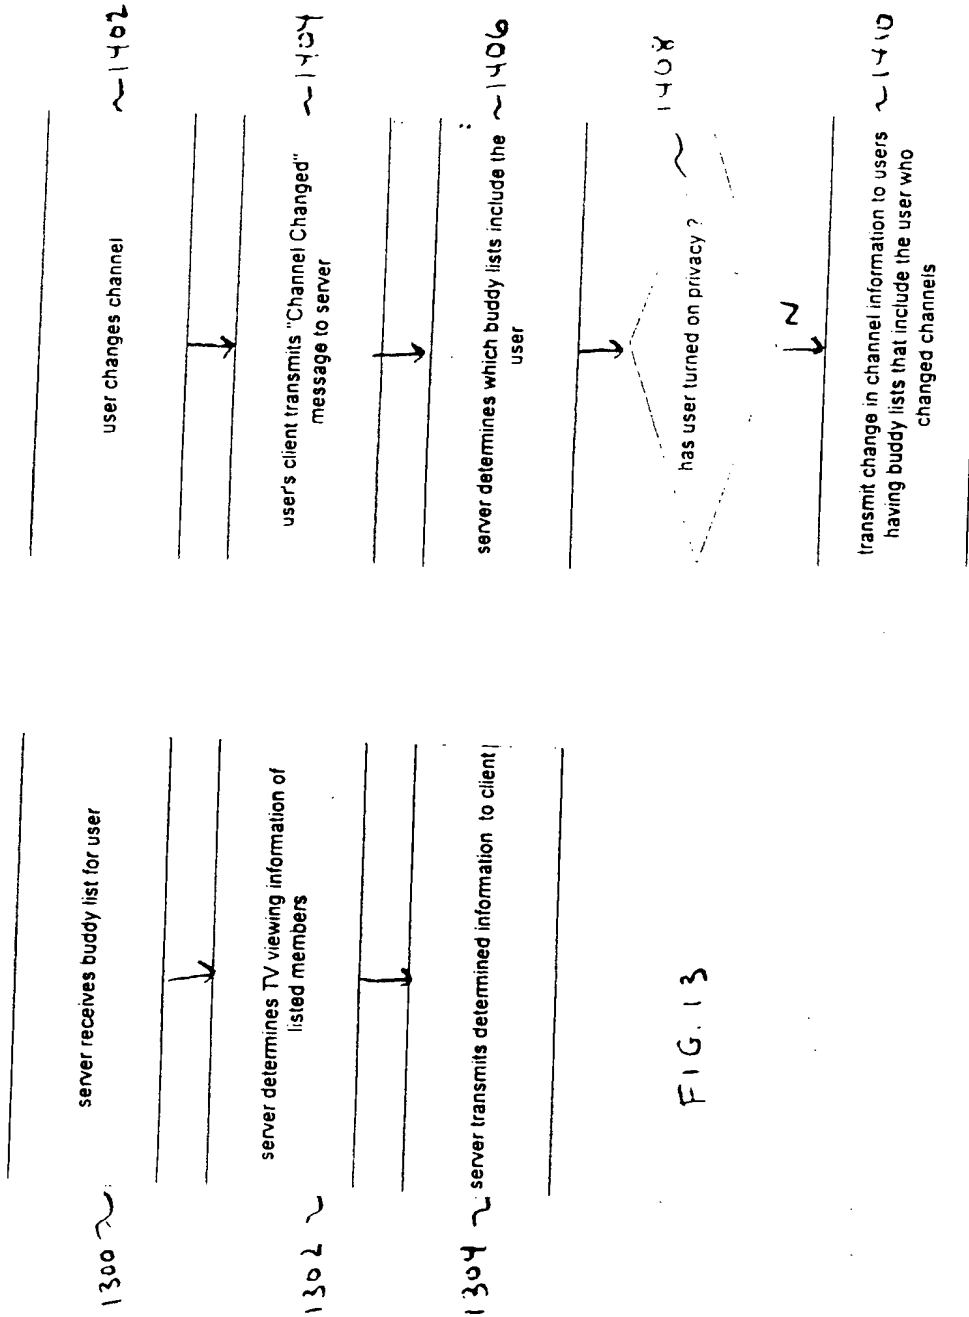 1300
server receives buddy list for user
1302
server determines TV viewing information of
listed members
1304
server transmits determined information to client
FIG. 13
user changes channel
1402
user's client transmits "Channel Changed"
message to server
1404
server determines which buddy lists include the
user
1406
has user turned on privacy ?
1408
N
transmit change in channel information to users
having buddy lists that include the user who
changed channels
1410